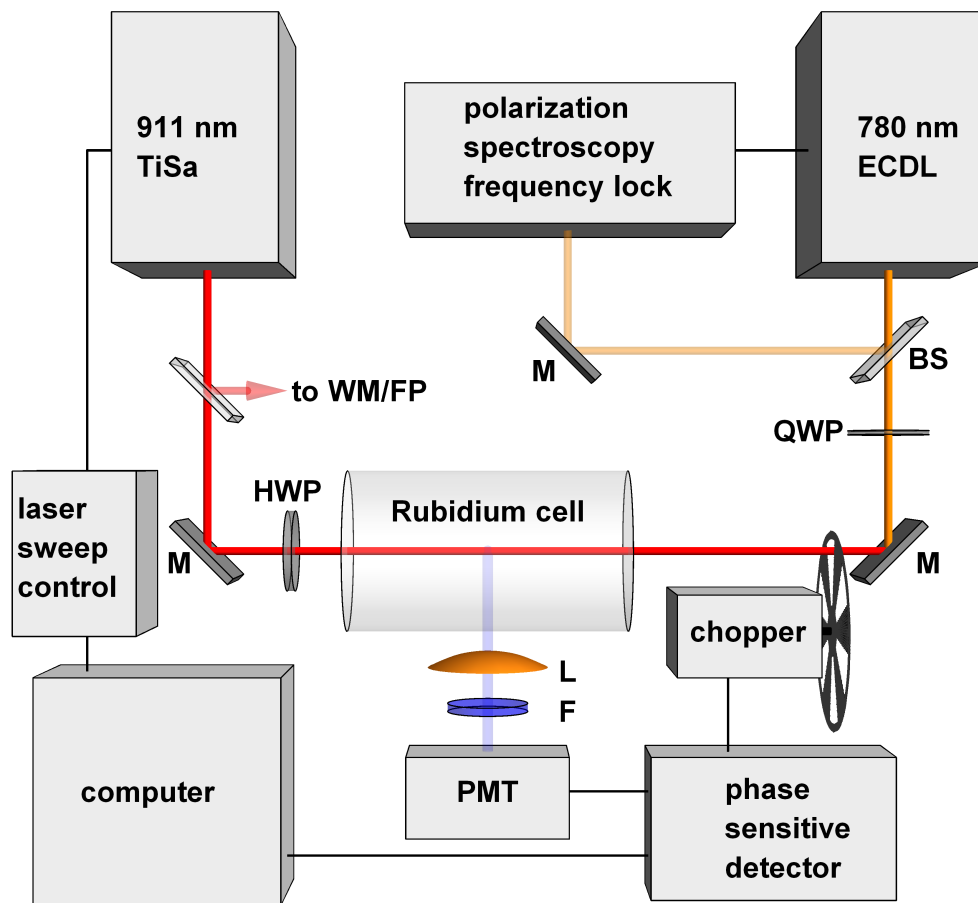 911 nm
TiSa
polarization
spectroscopy
frequency lock
780 nm
ECDL
M
BS
to WM/FP
QWP
HWP
Rubidium cell
laser
sweep
control
M
M
chopper
L
F
computer
PMT
phase
sensitive
detector